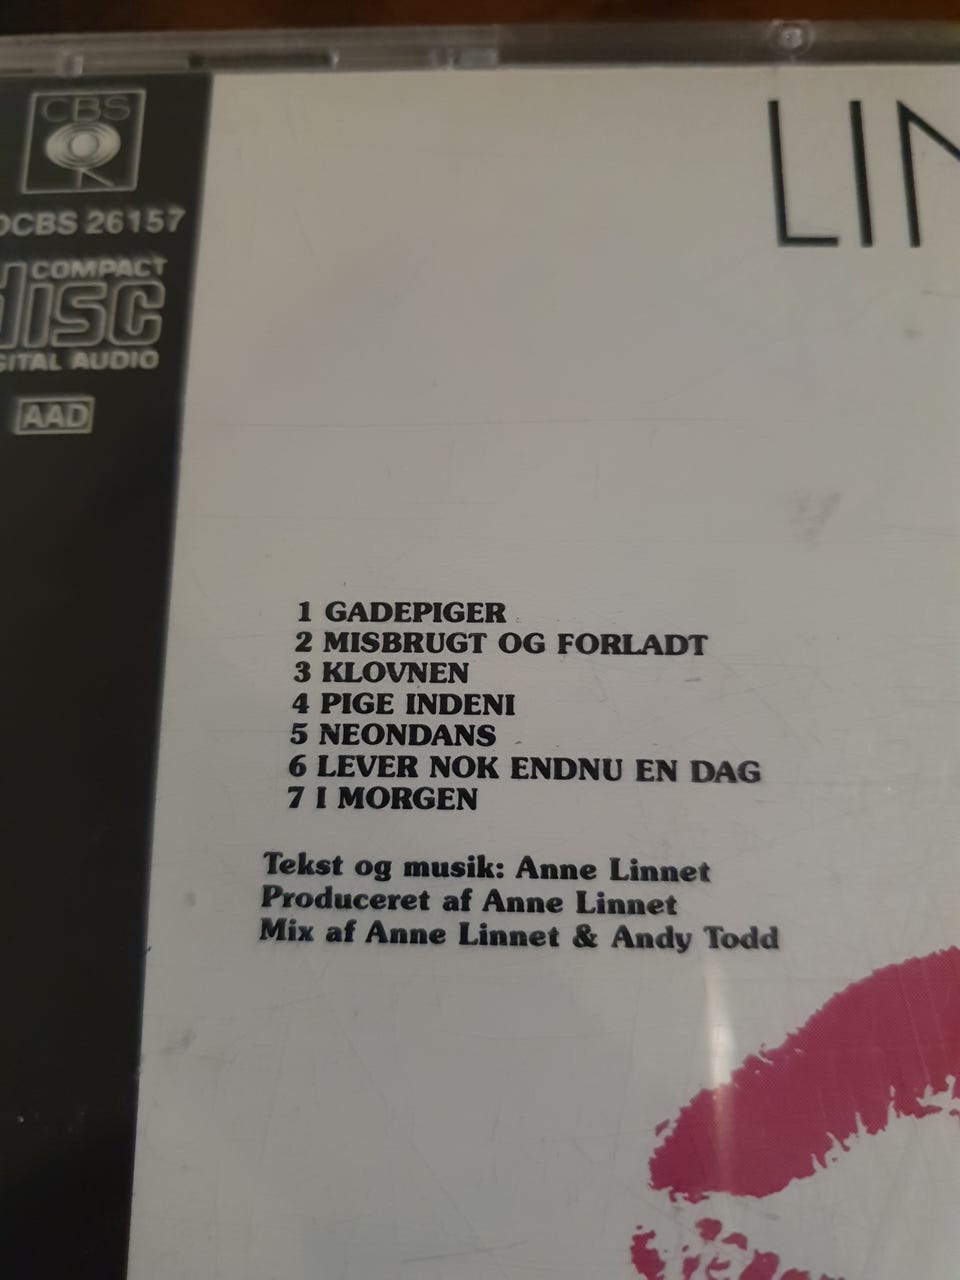 CBS
LIN
DCBS 26157
COMPACT
disc
DIGITAL AUDIO
AAD
1 GADEPIGER
2 MISBRUGT OG FORLADT
3 KLOVNEN
4 PIGE INDENI
5 NEONDANS
6 LEVER NOK ENDNU EN DAG
7 I MORGEN
Tekst og musik: Anne Linnet
Produceret af Anne Linnet
Mix af Anne Linnet & Andy Todd